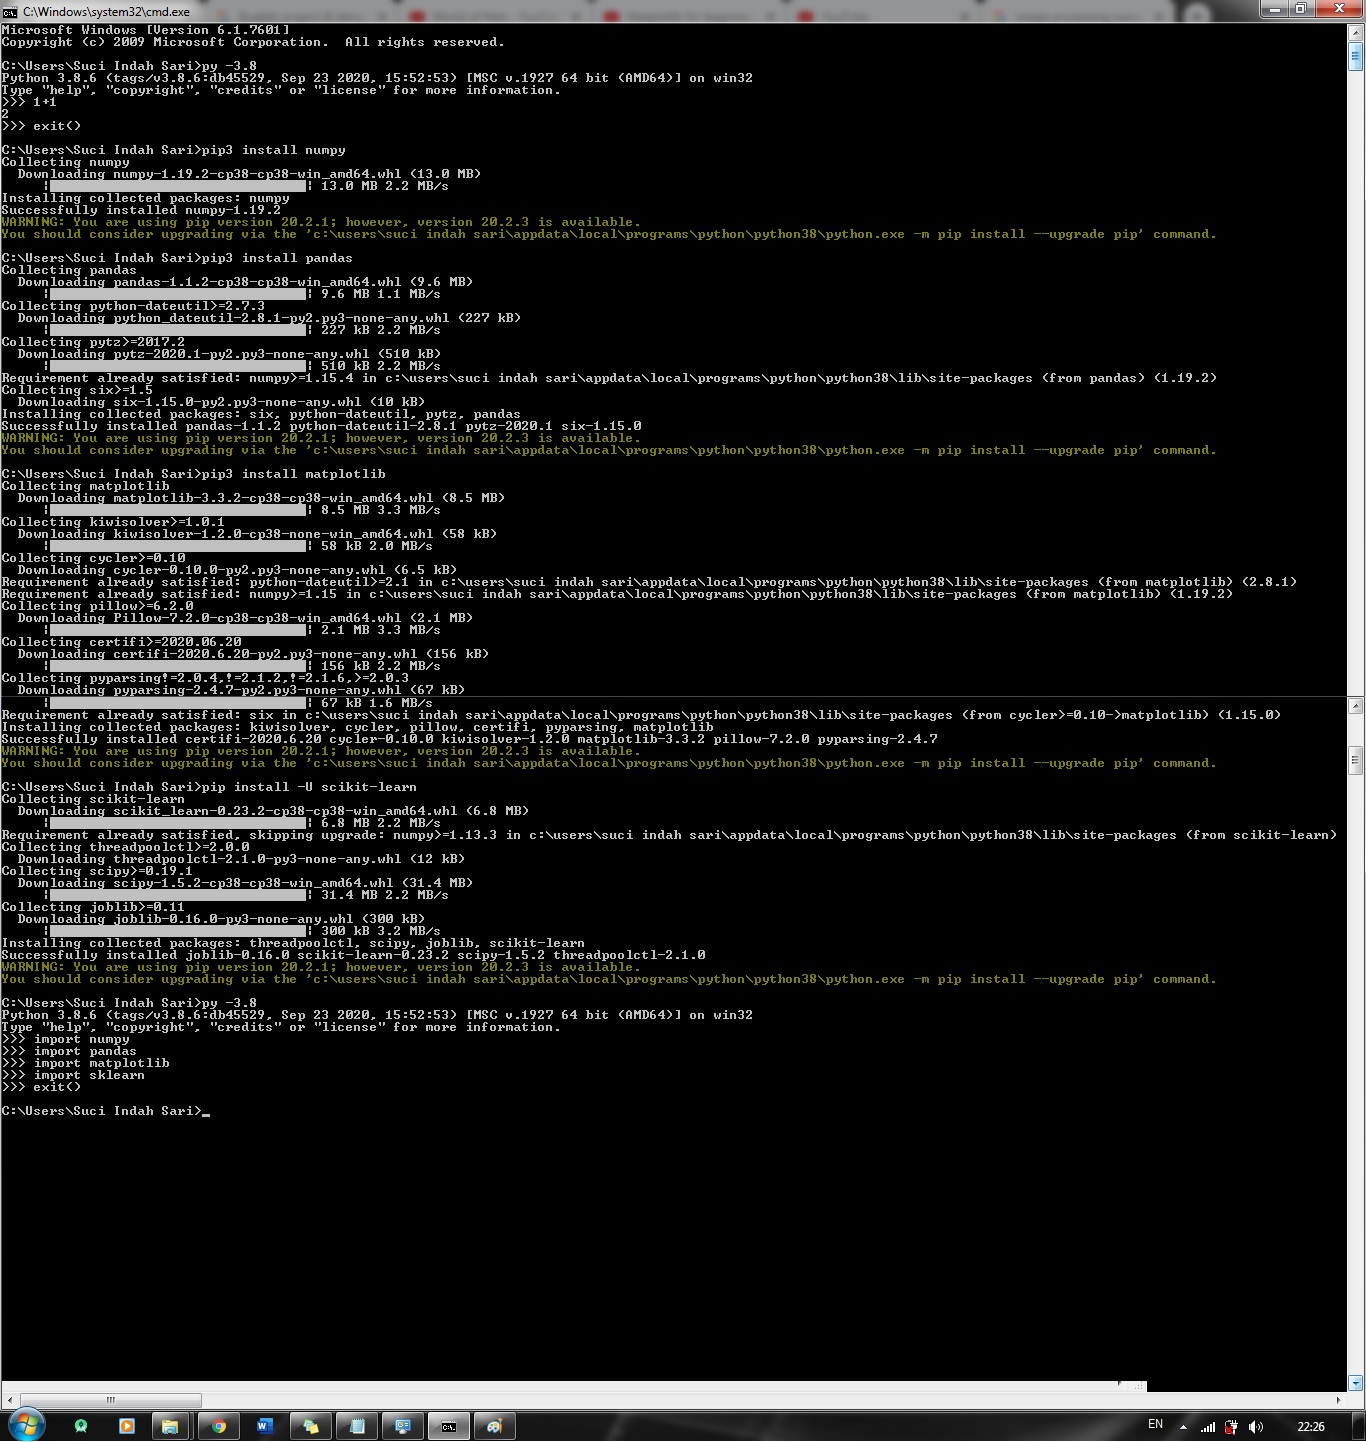 C:\Windows\system32\cmd.exe
Microsoft Windows [Version 6.1.7601]
Copyright (c) 2009 Microsoft Corporation.  All rights reserved.
C:\Users\Suci Indah Sari>py -3.8
Python 3.8.6 (tags/v3.8.6:db45529, Sep 23 2020, 15:52:53) [MSC v.1927 64 bit (AMD64)] on win32
Type "help", "copyright", "credits" or "license" for more information.
>>> 1+1
2
>>> exit()
C:\Users\Suci Indah Sari>pip3 install numpy
Collecting numpy
  Downloading numpy-1.19.2-cp38-cp38-win_amd64.whl (13.0 MB)
| 13.0 MB 2.2 MB/s
Installing collected packages: numpy
Successfully installed numpy-1.19.2
WARNING: You are using pip version 20.2.1; however, version 20.2.3 is available.
You should consider upgrading via the 'c:\users\suci indah sari\appdata\local\programs\python\python38\python.exe -m pip install --upgrade pip' command.
C:\Users\Suci Indah Sari>pip3 install pandas
Collecting pandas
  Downloading pandas-1.1.2-cp38-cp38-win_amd64.whl (9.6 MB)
| 9.6 MB 1.1 MB/s
Collecting python-dateutil>=2.7.3
  Downloading python_dateutil-2.8.1-py2.py3-none-any.whl (227 kB)
| 227 kB 2.2 MB/s
Collecting pytz>=2017.2
  Downloading pytz-2020.1-py2.py3-none-any.whl (510 kB)
| 510 kB 2.2 MB/s
Requirement already satisfied: numpy>=1.15.4 in c:\users\suci indah sari\appdata\local\programs\python\python38\lib\site-packages (from pandas) (1.19.2)
Collecting six>=1.5
  Downloading six-1.15.0-py2.py3-none-any.whl (10 kB)
Installing collected packages: six, python-dateutil, pytz, pandas
Successfully installed pandas-1.1.2 python-dateutil-2.8.1 pytz-2020.1 six-1.15.0
WARNING: You are using pip version 20.2.1; however, version 20.2.3 is available.
You should consider upgrading via the 'c:\users\suci indah sari\appdata\local\programs\python\python38\python.exe -m pip install --upgrade pip' command.
C:\Users\Suci Indah Sari>pip3 install matplotlib
Collecting matplotlib
  Downloading matplotlib-3.3.2-cp38-cp38-win_amd64.whl (8.5 MB)
| 8.5 MB 3.3 MB/s
Collecting kiwisolver>=1.0.1
  Downloading kiwisolver-1.2.0-cp38-none-win_amd64.whl (58 kB)
| 58 kB 2.0 MB/s
Collecting cycler>=0.10
  Downloading cycler-0.10.0-py2.py3-none-any.whl (6.5 kB)
Requirement already satisfied: python-dateutil>=2.1 in c:\users\suci indah sari\appdata\local\programs\python\python38\lib\site-packages (from matplotlib) (2.8.1)
Requirement already satisfied: numpy>=1.15 in c:\users\suci indah sari\appdata\local\programs\python\python38\lib\site-packages (from matplotlib) (1.19.2)
Collecting pillow>=6.2.0
  Downloading Pillow-7.2.0-cp38-cp38-win_amd64.whl (2.1 MB)
| 2.1 MB 3.3 MB/s
Collecting certifi>=2020.06.20
  Downloading certifi-2020.6.20-py2.py3-none-any.whl (156 kB)
| 156 kB 2.2 MB/s
Collecting pyparsing!=2.0.4,!=2.1.2,!=2.1.6,>=2.0.3
  Downloading pyparsing-2.4.7-py2.py3-none-any.whl (67 kB)
| 67 kB 1.6 MB/s
Requirement already satisfied: six in c:\users\suci indah sari\appdata\local\programs\python\python38\lib\site-packages (from cycler>=0.10->matplotlib) (1.15.0)
Installing collected packages: kiwisolver, cycler, pillow, certifi, pyparsing, matplotlib
Successfully installed certifi-2020.6.20 cycler-0.10.0 kiwisolver-1.2.0 matplotlib-3.3.2 pillow-7.2.0 pyparsing-2.4.7
WARNING: You are using pip version 20.2.1; however, version 20.2.3 is available.
You should consider upgrading via the 'c:\users\suci indah sari\appdata\local\programs\python\python38\python.exe -m pip install --upgrade pip' command.
C:\Users\Suci Indah Sari>pip install -U scikit-learn
Collecting scikit-learn
  Downloading scikit_learn-0.23.2-cp38-cp38-win_amd64.whl (6.8 MB)
| 6.8 MB 2.2 MB/s
Requirement already satisfied, skipping upgrade: numpy>=1.13.3 in c:\users\suci indah sari\appdata\local\programs\python\python38\lib\site-packages (from scikit-learn)
Collecting threadpoolctl>=2.0.0
  Downloading threadpoolctl-2.1.0-py3-none-any.whl (12 kB)
Collecting scipy>=0.19.1
  Downloading scipy-1.5.2-cp38-cp38-win_amd64.whl (31.4 MB)
| 31.4 MB 2.2 MB/s
Collecting joblib>=0.11
  Downloading joblib-0.16.0-py3-none-any.whl (300 kB)
| 300 kB 3.2 MB/s
Installing collected packages: threadpoolctl, scipy, joblib, scikit-learn
Successfully installed joblib-0.16.0 scikit-learn-0.23.2 scipy-1.5.2 threadpoolctl-2.1.0
WARNING: You are using pip version 20.2.1; however, version 20.2.3 is available.
You should consider upgrading via the 'c:\users\suci indah sari\appdata\local\programs\python\python38\python.exe -m pip install --upgrade pip' command.
C:\Users\Suci Indah Sari>py -3.8
Python 3.8.6 (tags/v3.8.6:db45529, Sep 23 2020, 15:52:53) [MSC v.1927 64 bit (AMD64)] on win32
Type "help", "copyright", "credits" or "license" for more information.
>>> import numpy
>>> import pandas
>>> import matplotlib
>>> import sklearn
>>> exit()
C:\Users\Suci Indah Sari>_
EN
22:26